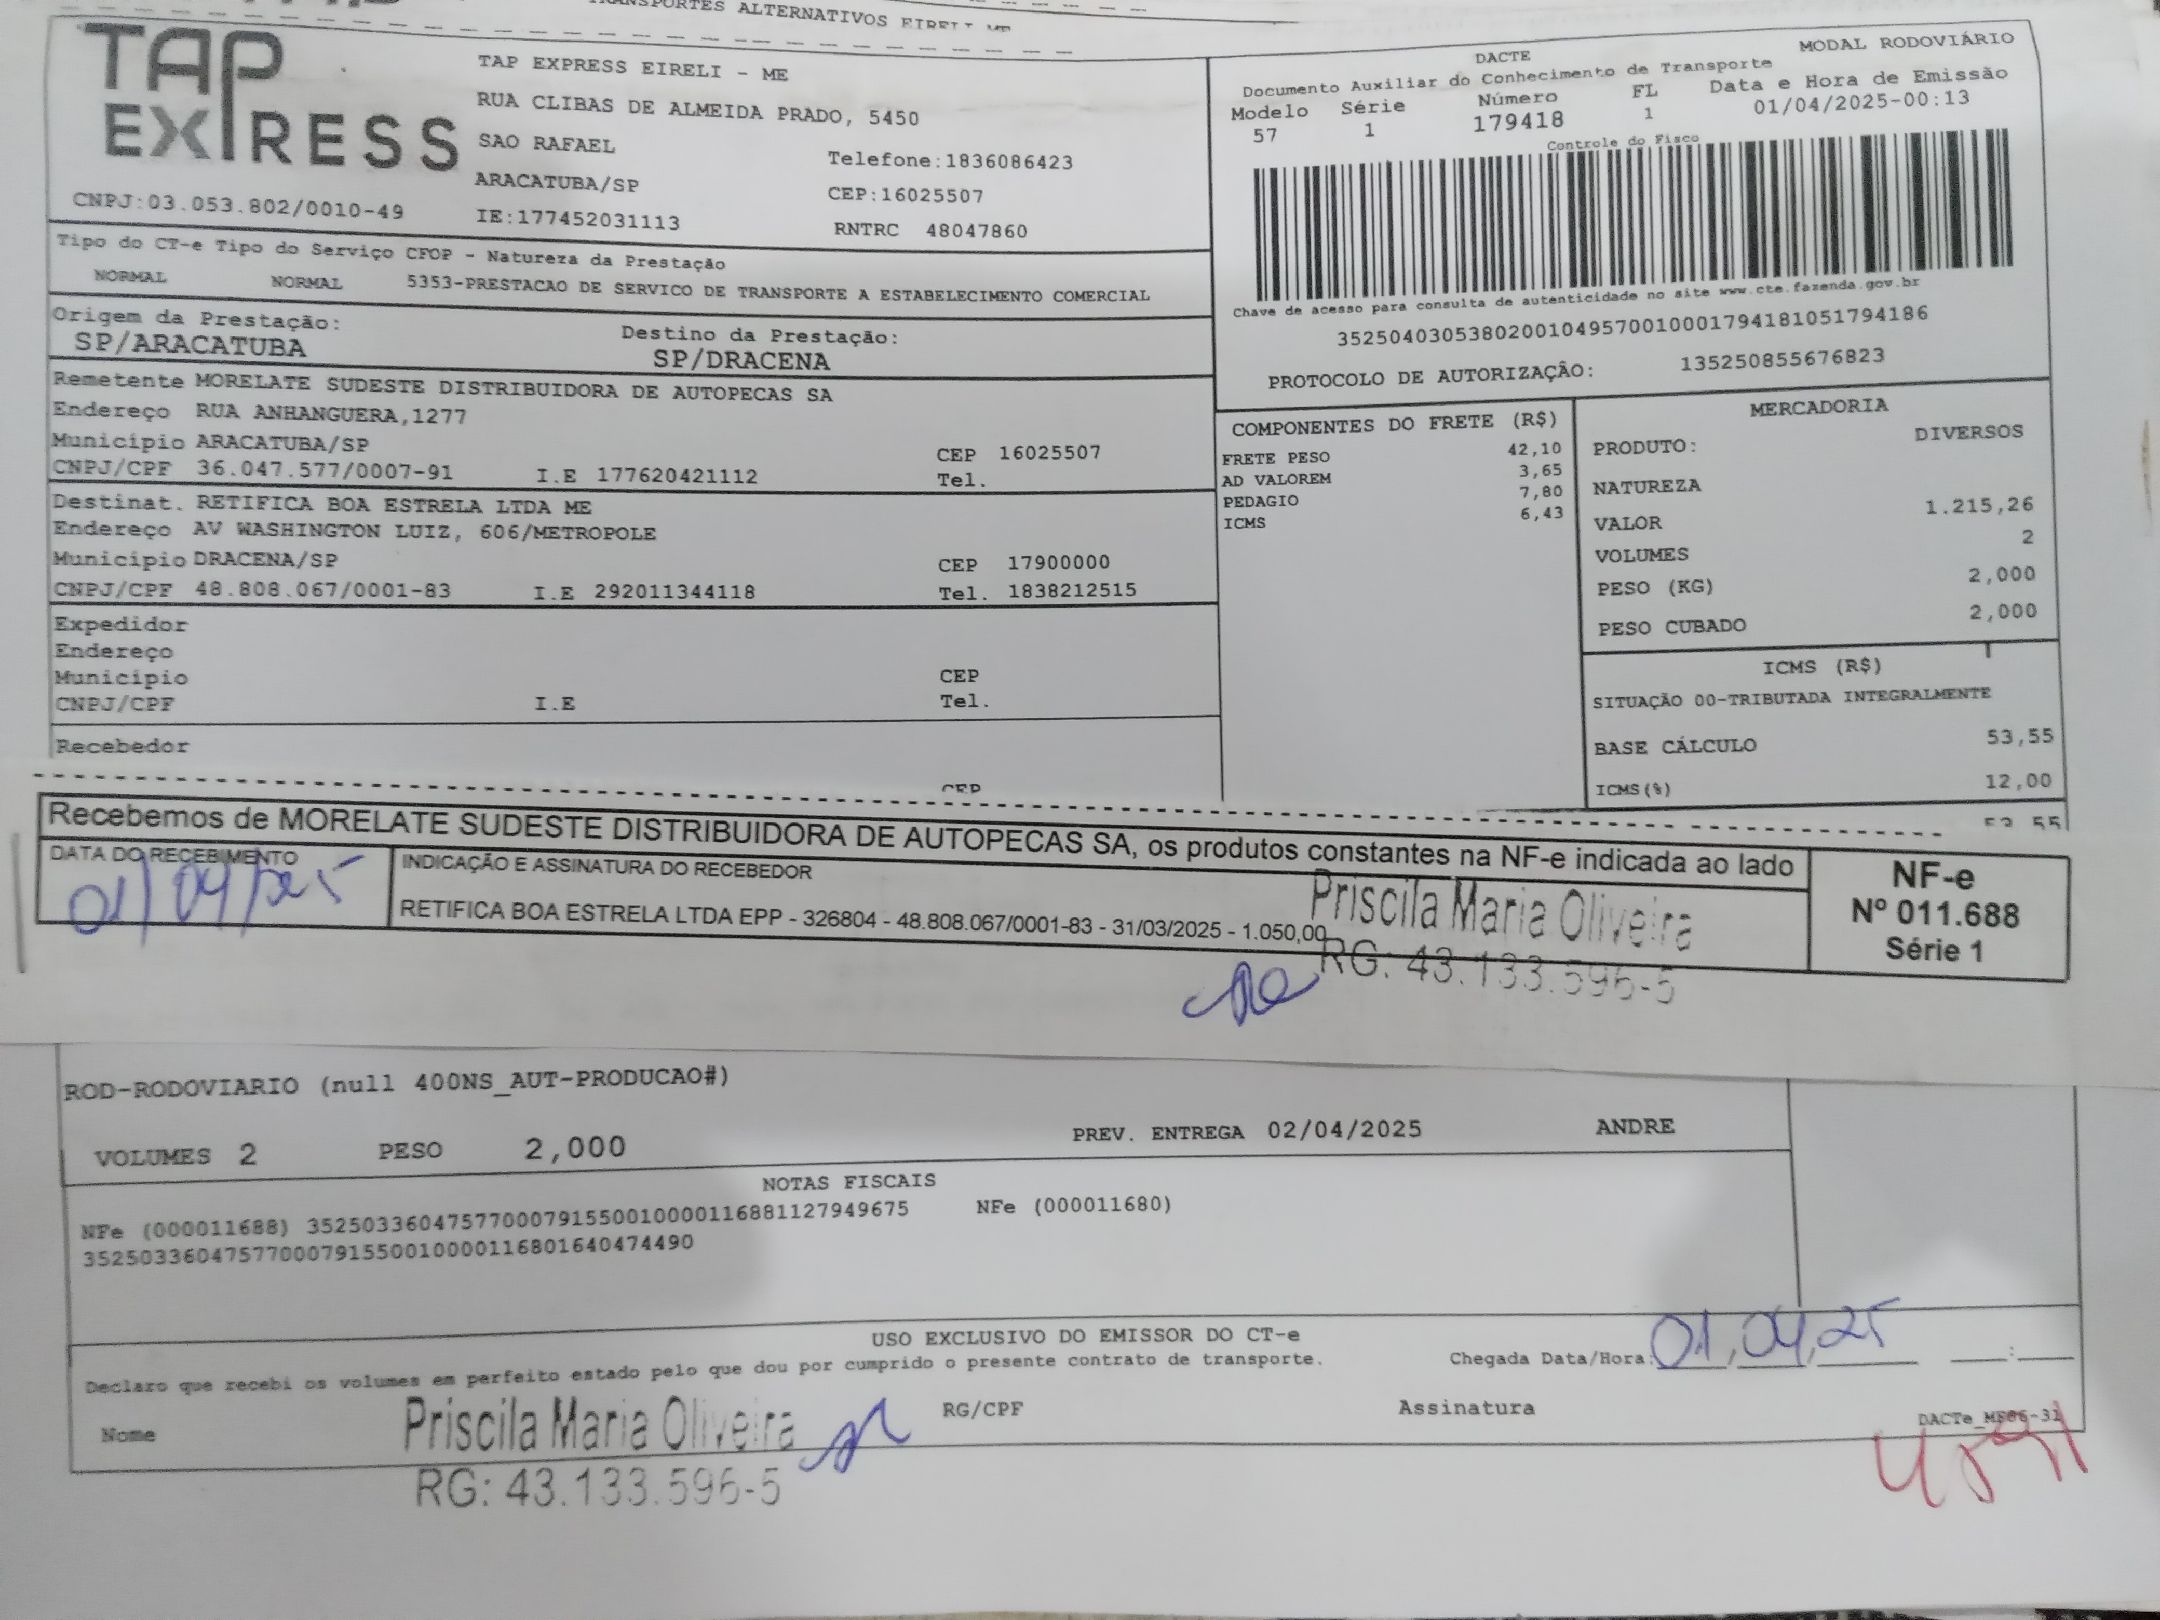 TRANSPORTES ALTERNATIVOS EIRELI ME
TAP
EXPRESS
CNPJ:03.053.802/0010-49
TAP EXPRESS EIRELI - ME
RUA CLIBAS DE ALMEIDA PRADO, 5450
SAO RAFAEL
Telefone:1836086423
ARACATUBA/SP
CEP:16025507
IE:177452031113
RNTRC 48047860
DACTE
MODAL RODOVIÁRIO
Documento Auxiliar do Conhecimento de Transporte
Modelo Série Número FL Data e Hora de Emissão
57 1 179418 1 01/04/2025-00:13
Controle do Fisco
Chave de acesso para consulta de autenticidade no site www.cte.fazenda.gov.br
35250403053802001049570010001794181051794186
PROTOCOLO DE AUTORIZAÇÃO: 135250855676823
Tipo do CT-e Tipo do Serviço CFOP - Natureza da Prestação
NORMAL NORMAL 5353-PRESTACAO DE SERVICO DE TRANSPORTE A ESTABELECIMENTO COMERCIAL
Origem da Prestação: Destino da Prestação:
SP/ARACATUBA SP/DRACENA
Remetente MORELATE SUDESTE DISTRIBUIDORA DE AUTOPECAS SA
Endereço RUA ANHANGUERA,1277
Município ARACATUBA/SP CEP 16025507
CNPJ/CPF 36.047.577/0007-91 I.E 177620421112 Tel.
Destinat. RETIFICA BOA ESTRELA LTDA ME
Endereço AV WASHINGTON LUIZ, 606/METROPOLE
Município DRACENA/SP CEP 17900000
CNPJ/CPF 48.808.067/0001-83 I.E 292011344118 Tel. 1838212515
Expedidor
Endereço
Município CEP
CNPJ/CPF I.E Tel.
Recebedor
CEP
COMPONENTES DO FRETE (R$)
FRETE PESO 42,10
AD VALOREM 3,65
PEDAGIO 7,80
ICMS 6,43
MERCADORIA
PRODUTO: DIVERSOS
NATUREZA
VALOR 1.215,26
VOLUMES 2
PESO (KG) 2,000
PESO CUBADO 2,000
ICMS (R$)
SITUAÇÃO 00-TRIBUTADA INTEGRALMENTE
BASE CÁLCULO 53,55
ICMS(%) 12,00
53,55
Recebemos de MORELATE SUDESTE DISTRIBUIDORA DE AUTOPECAS SA, os produtos constantes na NF-e indicada ao lado
DATA DO RECEBIMENTO
INDICAÇÃO E ASSINATURA DO RECEBEDOR
RETIFICA BOA ESTRELA LTDA EPP - 326804 - 48.808.067/0001-83 - 31/03/2025 - 1.050,00
Priscila Maria Oliveira
RG: 43.133.596-5
NF-e
Nº 011.688
Série 1
ROD-RODOVIARIO (null 400NS_AUT-PRODUCAO#)
VOLUMES 2 PESO 2,000 PREV. ENTREGA 02/04/2025 ANDRE
NOTAS FISCAIS
NFe (000011688) 35250336047577000791550010000116881127949675 NFe (000011680)
35250336047577000791550010000116801640474490
USO EXCLUSIVO DO EMISSOR DO CT-e
Declaro que recebi os volumes em perfeito estado pelo que dou por cumprido o presente contrato de transporte. Chegada Data/Hora: 01,04,25 :
Nome Priscila Maria Oliveira RG/CPF Assinatura
RG: 43.133.596-5